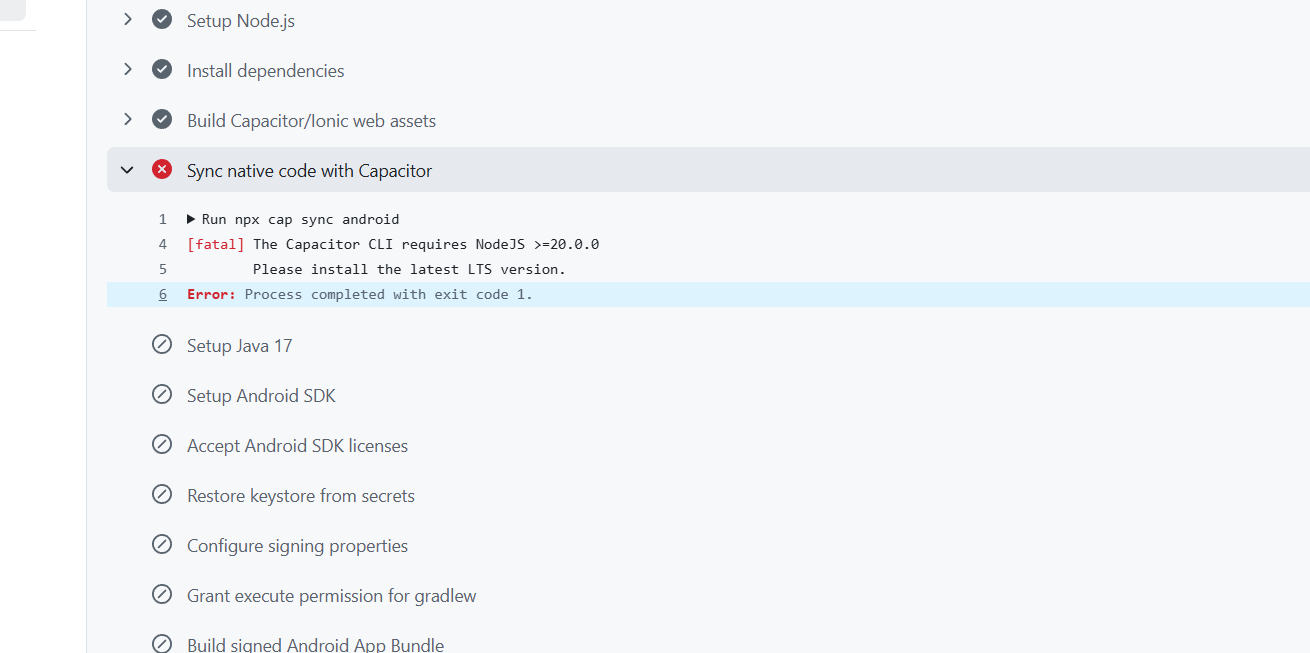 Setup Node.js
Install dependencies
Build Capacitor/Ionic web assets
Sync native code with Capacitor
1 Run npx cap sync android
4 [fatal] The Capacitor CLI requires NodeJS >=20.0.0
5 Please install the latest LTS version.
6 Error: Process completed with exit code 1.
Setup Java 17
Setup Android SDK
Accept Android SDK licenses
Restore keystore from secrets
Configure signing properties
Grant execute permission for gradlew
Build signed Android App Bundle